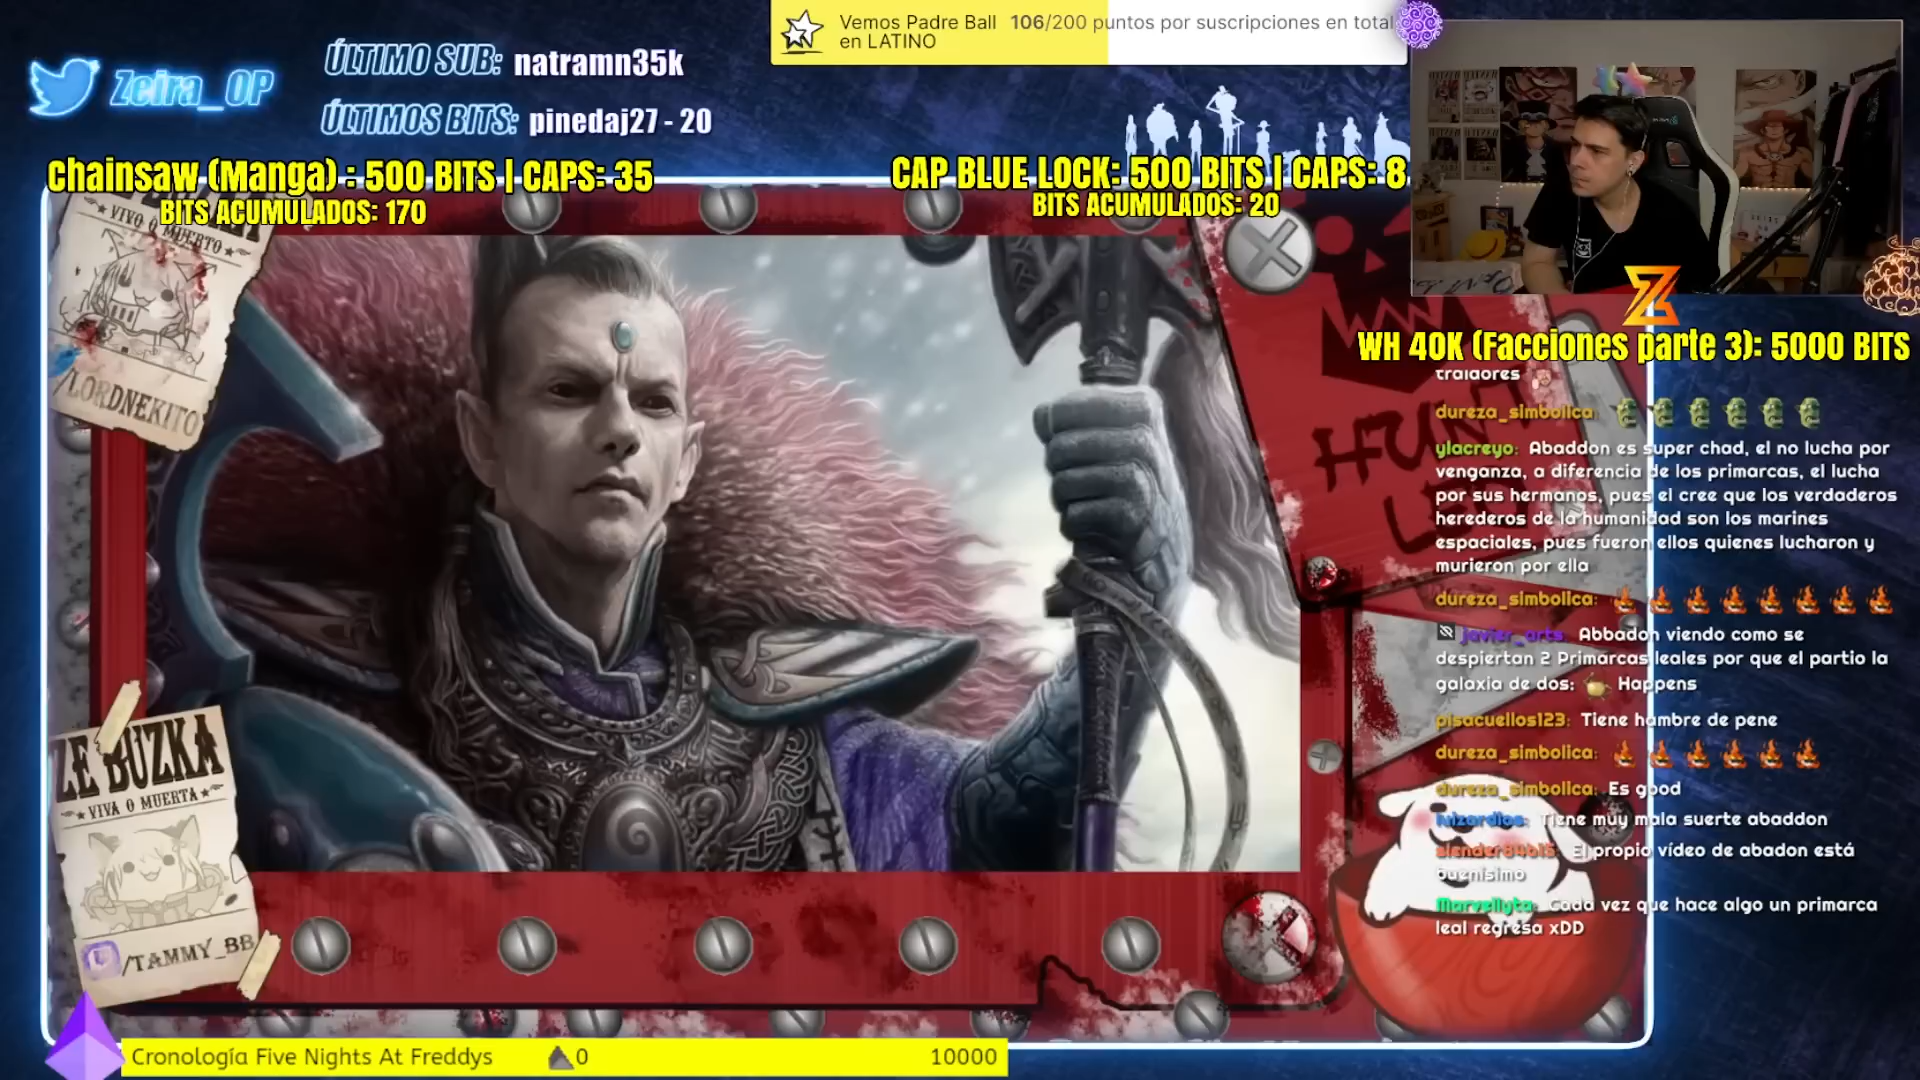 Zeira_OP
ÚLTIMO SUB: natramn35k
ÚLTIMOS BITS: pinedaj27 - 20
Vemos Padre Ball 106/200 puntos por suscripciones en total
en LATINO
Chainsaw (Manga) : 500 BITS | CAPS: 35
BITS ACUMULADOS: 170
CAP BLUE LOCK: 500 BITS | CAPS: 8
BITS ACUMULADOS: 20
VIVO O MUERTO
/LORDNEKITO
HUNT
WH 40K (Facciones parte 3): 5000 BITS
traidores
dureza_simbolica:
ylacreyo: Abaddon es super chad, el no lucha por
venganza, a diferencia de los primarcas, el lucha
por sus hermanos, pues el cree que los verdaderos
herederos de la humanidad son los marines
espaciales, pues fueron ellos quienes lucharon y
murieron por ella
dureza_simbolica:
javier_arts: Abbadon viendo como se
despiertan 2 Primarcas leales por que el partio la
galaxia de dos: Happens
pisacuellos123: Tiene hambre de pene
dureza_simbolica:
dureza_simbolica: Es good
Tiene muy mala suerte abaddon
El propio vídeo de abadon está
buenísimo
Marvellyta: Cada vez que hace algo un primarca
leal regresa xDD
ZE BUZKA
VIVA O MUERTA
/TAMMY_BB
Cronología Five Nights At Freddys 0 10000